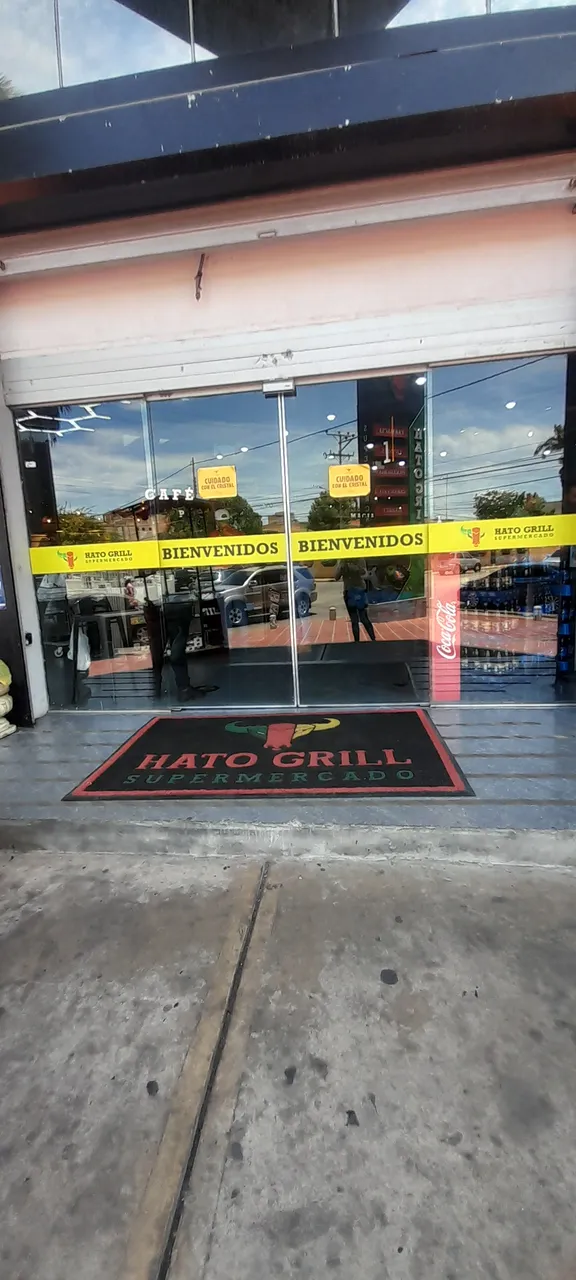 CAFÉ
CUIDADO
CON EL CRISTAL
CUIDADO
CON EL CRISTAL
HATO GRILL
SUPERMERCADO
BIENVENIDOS
BIENVENIDOS
HATO GRILL
SUPERMERCADO
Coca-Cola
HATO GRILL
SUPERMERCADO